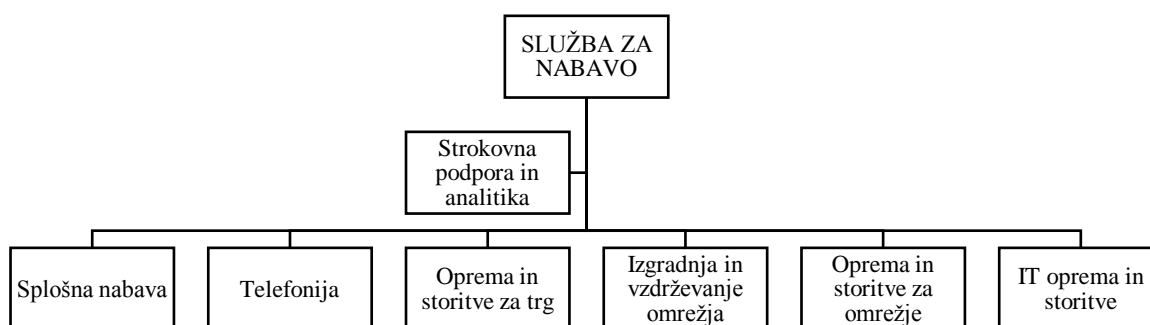 SLUŽBA ZA
NABAVO
Strokovna
podpora in
analitika
Splošna nabava
Telefonija
Oprema in
storitve za trg
Izgradnja in
vzdrževanje
omrežja
Oprema in
storitve za
omrežje
IT oprema in
storitve